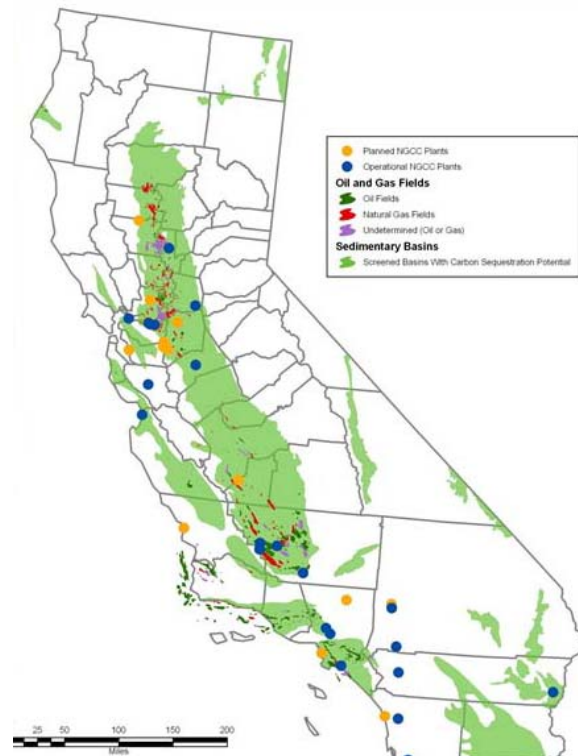 Planned NGCC Plants
Operational NGCC Plants
Oil and Gas Fields
Oil Fields
Natural Gas Fields
Undetermined (Oil or Gas)
Sedimentary Basins
Screened Basins With Carbon Sequestration Potential
25 50 100 150 200
Miles